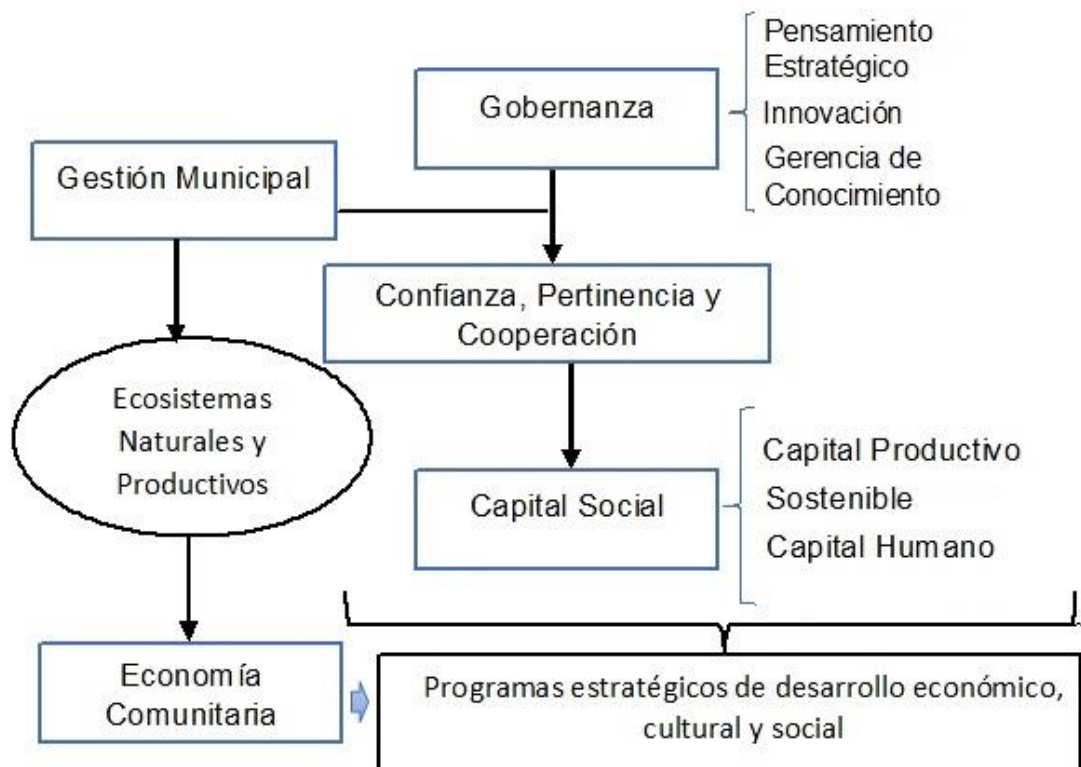 Pensamiento
Estratégico
Gobernanza
Innovación
Gerencia de
Conocimiento
Gestión Municipal
Confianza, Pertinencia y
Cooperación
Ecosistemas
Naturales y
Productivos
Capital Social
Capital Productivo
Sostenible
Capital Humano
Economía
Comunitaria
Programas estratégicos de desarrollo económico,
cultural y social